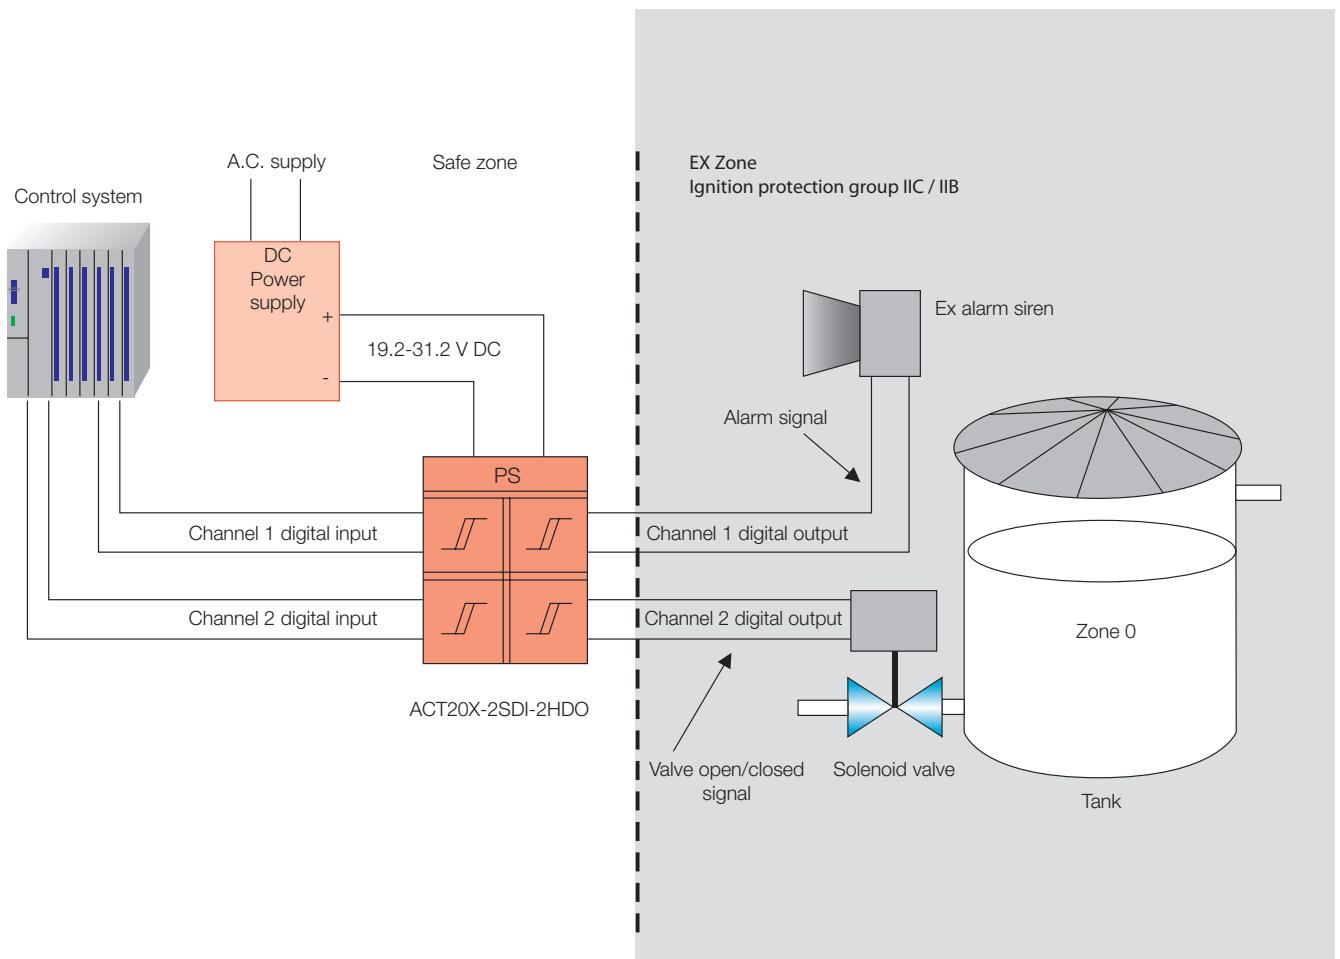 A.C. supply
Safe zone
EX Zone
Ignition protection group IIC / IIB
Control system
DC
Power
supply
+
19.2-31.2 V DC
-
Ex alarm siren
Alarm signal
PS
Channel 1 digital input
Channel 1 digital output
Channel 2 digital input
Channel 2 digital output
Zone 0
ACT20X-2SDI-2HDO
Valve open/closed
signal
Solenoid valve
Tank